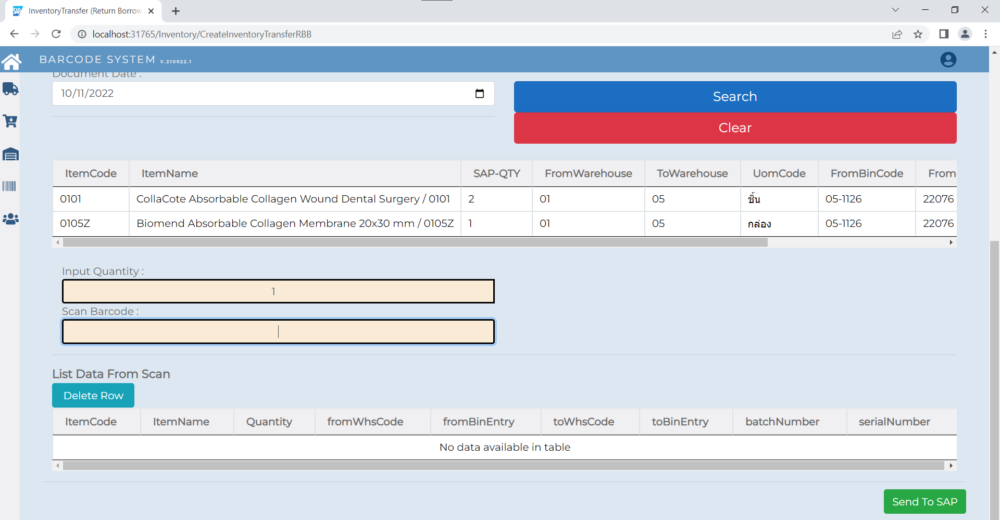 InventoryTransfer (Return Borrow
localhost:31765/Inventory/CreateInventoryTransferRBB
BARCODE SYSTEM v.210922.1
Document Date :
10/11/2022
Search
Clear
ItemCode ItemName SAP-QTY FromWarehouse ToWarehouse UomCode FromBinCode From
0101 CollaCote Absorbable Collagen Wound Dental Surgery / 0101 2 01 05 ชิ้น 05-1126 22076
0105Z Biomend Absorbable Collagen Membrane 20x30 mm / 0105Z 1 01 05 กล่อง 05-1126 22076
Input Quantity :
1
Scan Barcode :
List Data From Scan
Delete Row
ItemCode ItemName Quantity fromWhsCode fromBinEntry toWhsCode toBinEntry batchNumber serialNumber
No data available in table
Send To SAP